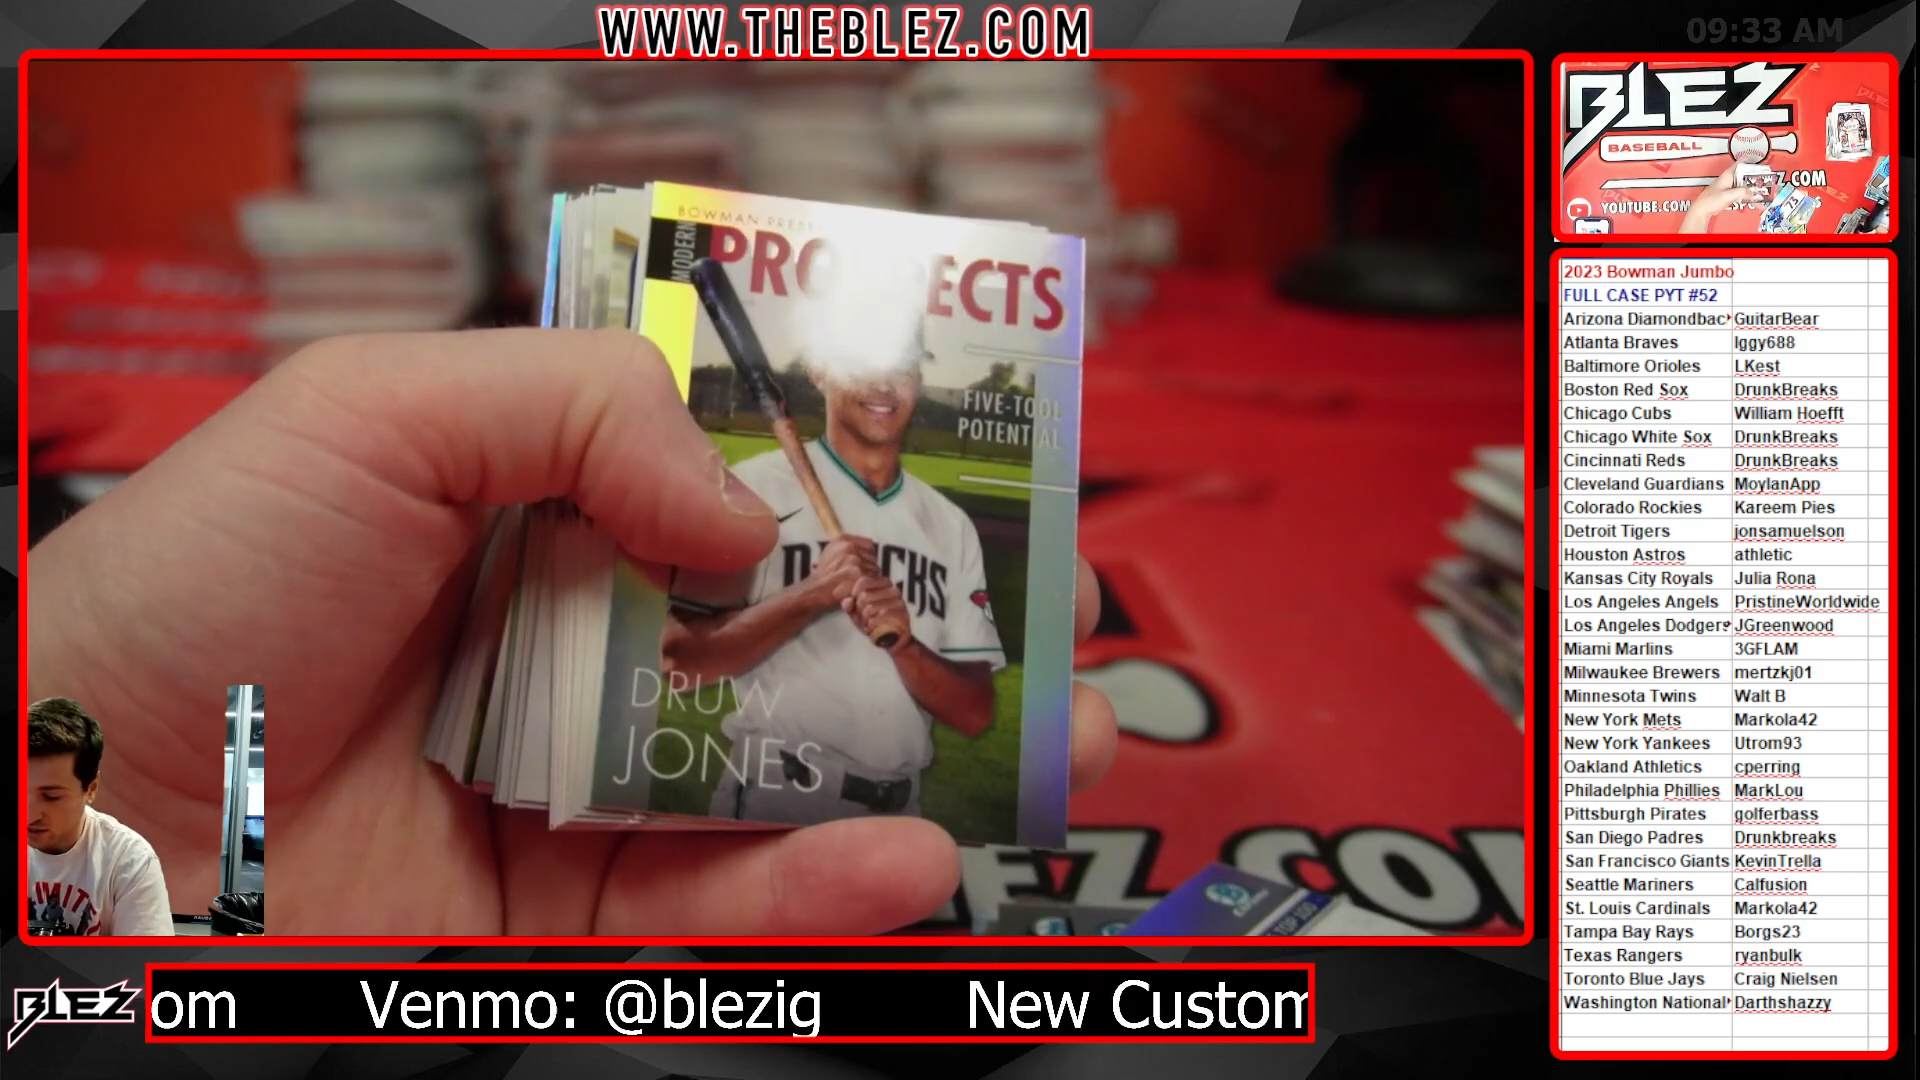 WWW.THEBLEZ.COM
09:33 AM
BOWMAN
MODERN
FIVE-TOOL
POTENTIAL
DRUW
JONES
TOP 100
BLEZ
BASEBALL
Z.COM
YOUTUBE.COM
2023 Bowman Jumbo
FULL CASE PYT #52
Arizona Diamondbac GuitarBear
Atlanta Braves Iggy688
Baltimore Orioles LKest
Boston Red Sox DrunkBreaks
Chicago Cubs William Hoefft
Chicago White Sox DrunkBreaks
Cincinnati Reds DrunkBreaks
Cleveland Guardians MoylanApp
Colorado Rockies Kareem Pies
Detroit Tigers jonsamuelson
Houston Astros athletic
Kansas City Royals Julia Rona
Los Angeles Angels PristineWorldwide
Los Angeles Dodgers JGreenwood
Miami Marlins 3GFLAM
Milwaukee Brewers mertzkj01
Minnesota Twins Walt B
New York Mets Markola42
New York Yankees Utrom93
Oakland Athletics cperring
Philadelphia Phillies MarkLou
Pittsburgh Pirates golferbass
San Diego Padres Drunkbreaks
San Francisco Giants KevinTrella
Seattle Mariners Calfusion
St. Louis Cardinals Markola42
Tampa Bay Rays Borgs23
Texas Rangers ryanbulk
Toronto Blue Jays Craig Nielsen
Washington National Darthshazzy
BLEZ
om Venmo: @blezig New Custom